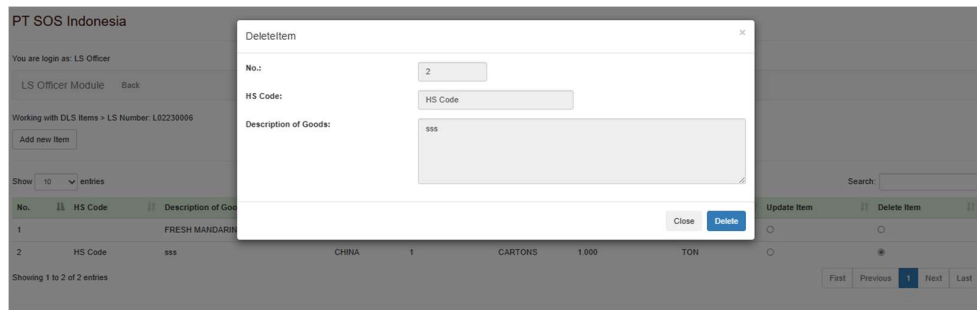 PT SOS Indonesia
DeleteItem ×
You are login as: LS Officer
No.: 2
LS Officer Module Back
HS Code: HS Code
Working with DLS Items > LS Number: L02230006
Description of Goods: sss
Add new Item
Show 10 entries Search:
Close Delete
No. HS Code Description of Goo Update Item Delete Item
1 FRESH MANDARIN
2 HS Code sss CHINA 1 CARTONS 1.000 TON
Showing 1 to 2 of 2 entries First Previous 1 Next Last